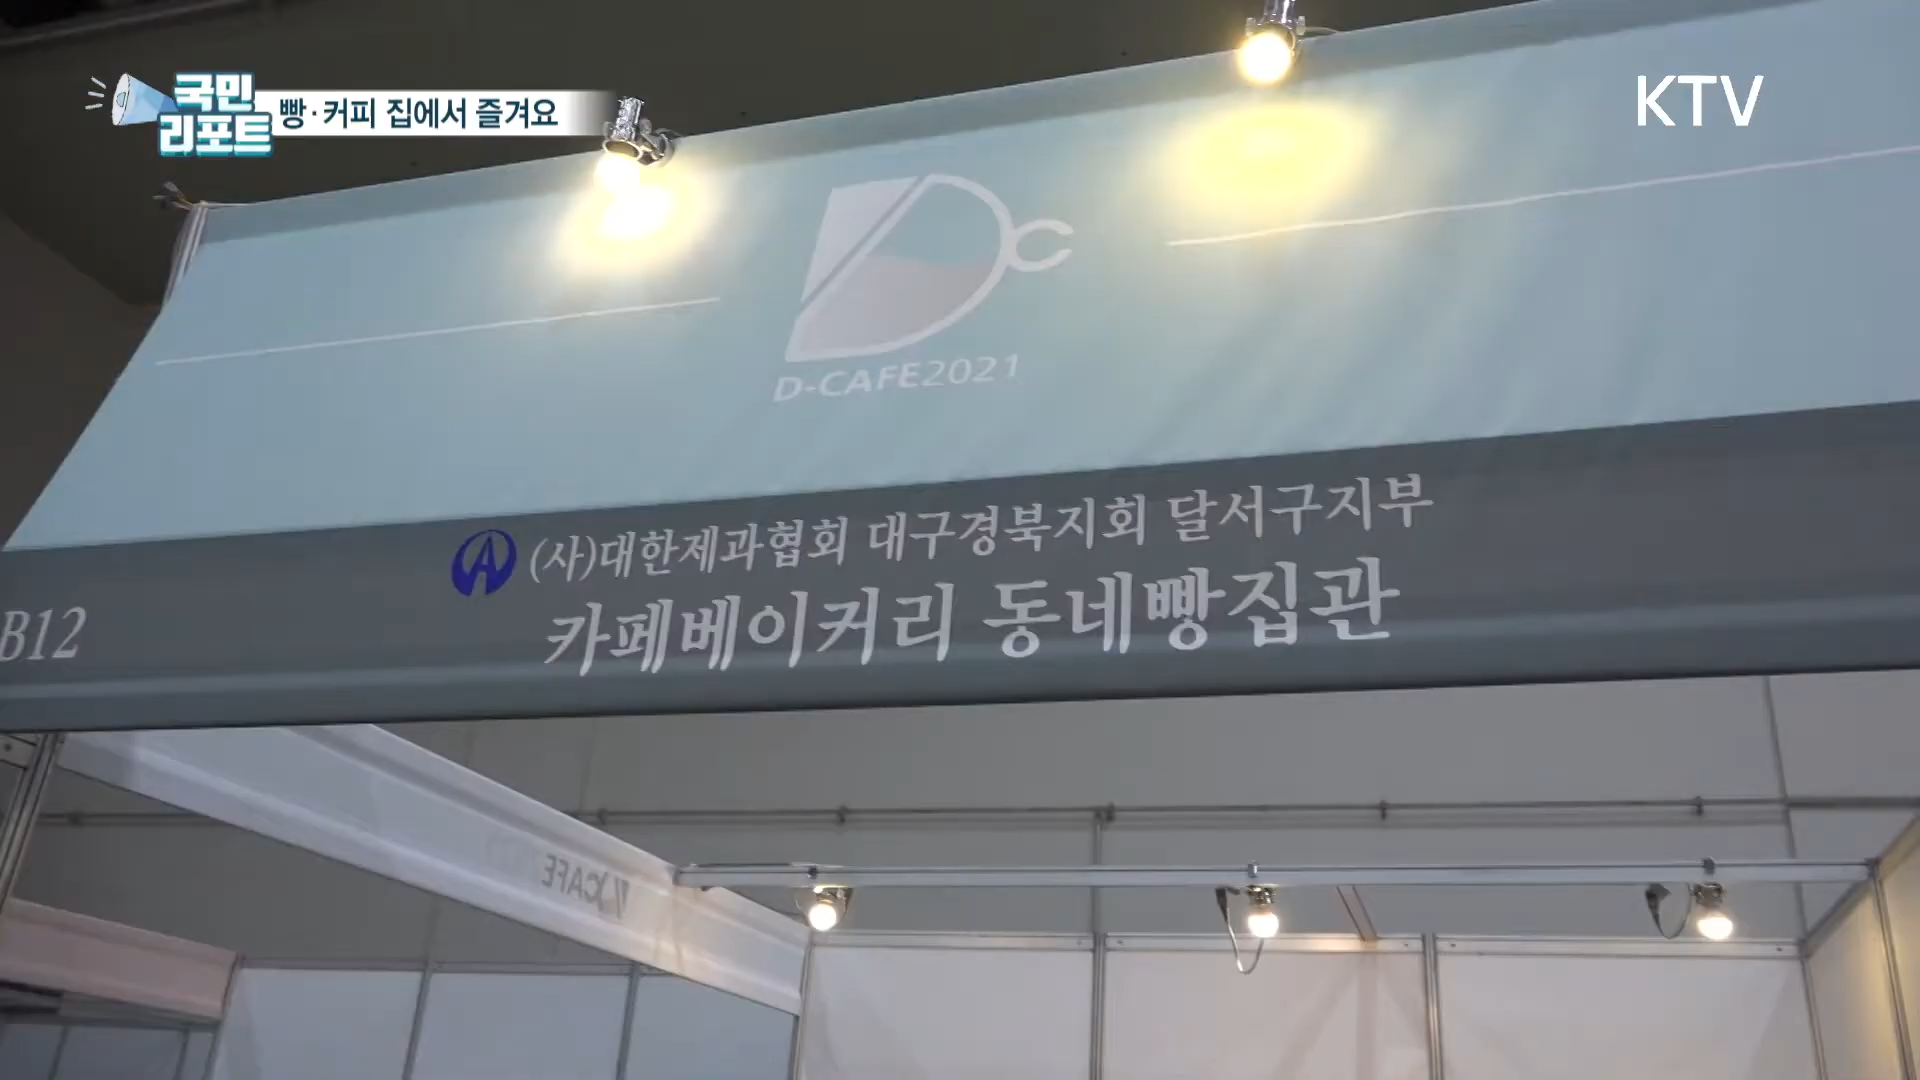 국민
리포트
빵·커피 집에서 즐겨요
KTV
DC
D-CAFE2021
(사)대한제과협회 대구경북지회 달서구지부
카페베이커리 동네빵집관
B12
CAFE